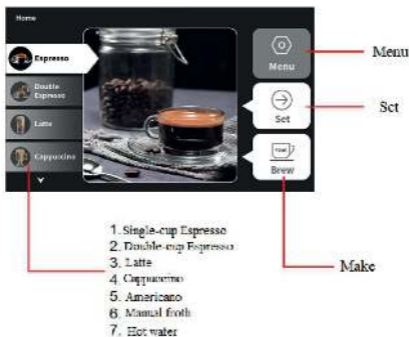 Home
Espresso
Double
Espresso
Latte
Cappuccino
Menu
Set
Brew
Menu
Set
Make
1. Single-cup Espresso
2. Double-cup Espresso
3. Latte
4. Cappuccino
5. Americano
6. Manual froth
7. Hot water